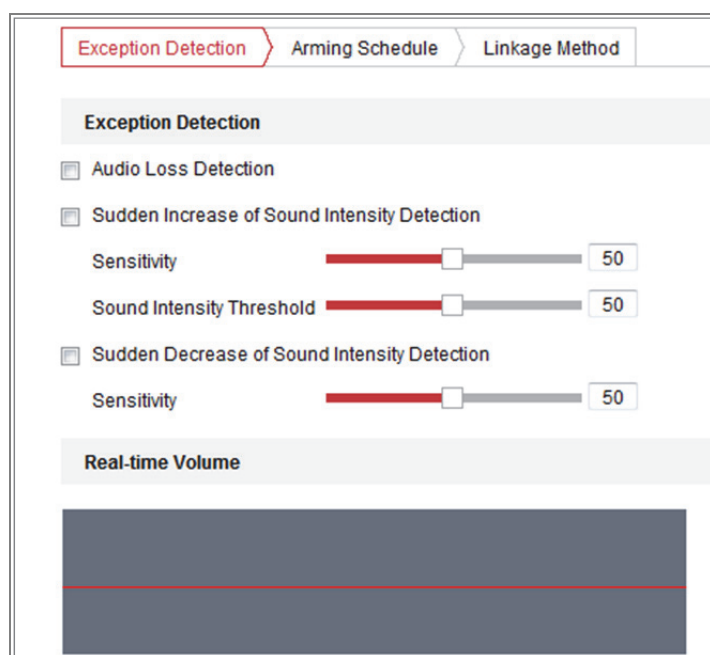 Exception Detection Arming Schedule Linkage Method
Exception Detection
Audio Loss Detection
Sudden Increase of Sound Intensity Detection
Sensitivity 50
Sound Intensity Threshold 50
Sudden Decrease of Sound Intensity Detection
Sensitivity 50
Real-time Volume